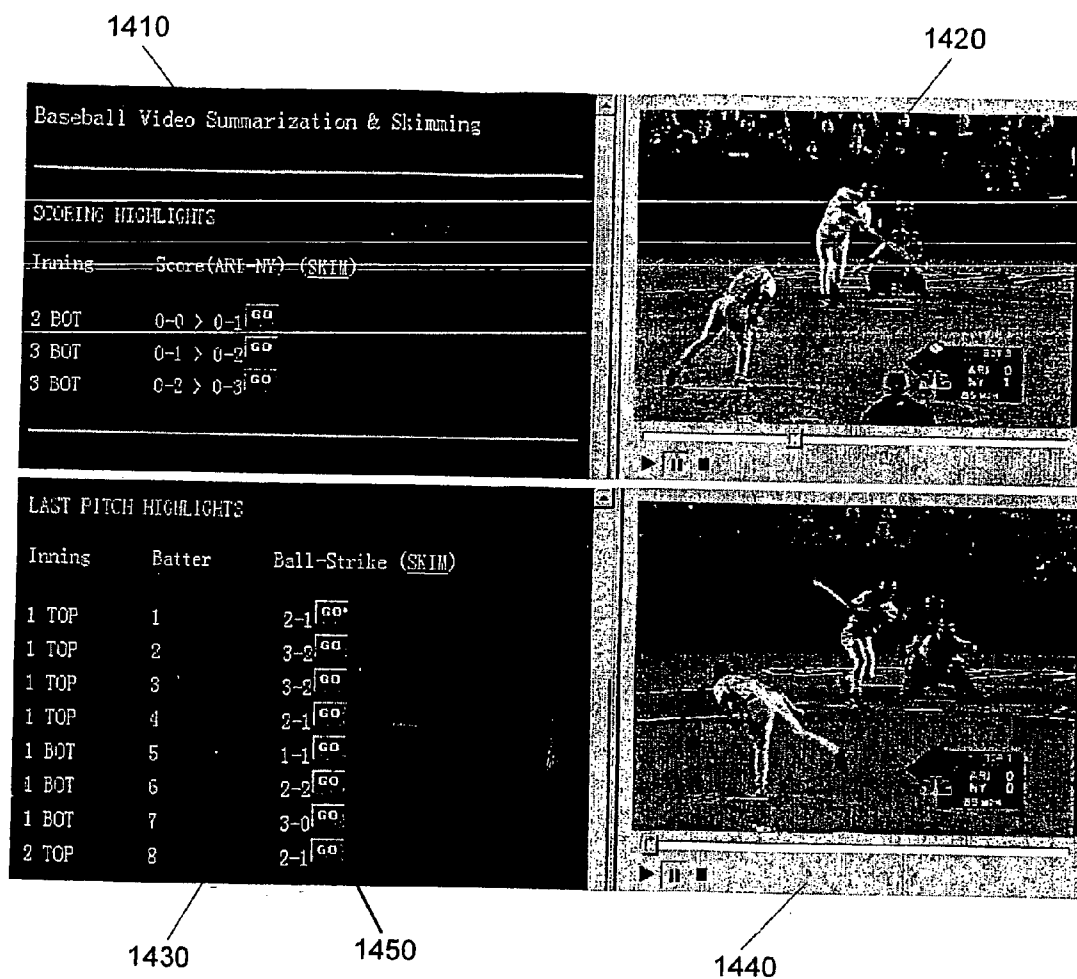 1410
1420
Baseball Video Summarization & Skimming
SCORING HIGHLIGHTS
Inning Score(ARI-NY) (SKIM)
2 BOT 0-0 > 0-1 GO
3 BOT 0-1 > 0-2 GO
3 BOT 0-2 > 0-3 GO
ARI 0
NY 1
85 MPH
LAST PITCH HIGHLIGHTS
Inning Batter Ball-Strike (SKIM)
1 TOP 1 2-1 GO
1 TOP 2 3-2 GO
1 TOP 3 3-2 GO
1 TOP 4 2-1 GO
1 BOT 5 1-1 GO
1 BOT 6 2-2 GO
1 BOT 7 3-0 GO
2 TOP 8 2-1 GO
ARI 0
NY 0
89 MPH
1430
1450
1440